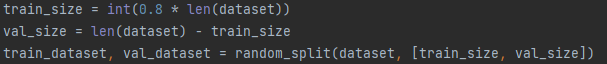 train_size = int(0.8 * len(dataset))
val_size = len(dataset) - train_size
train_dataset, val_dataset = random_split(dataset, [train_size, val_size])